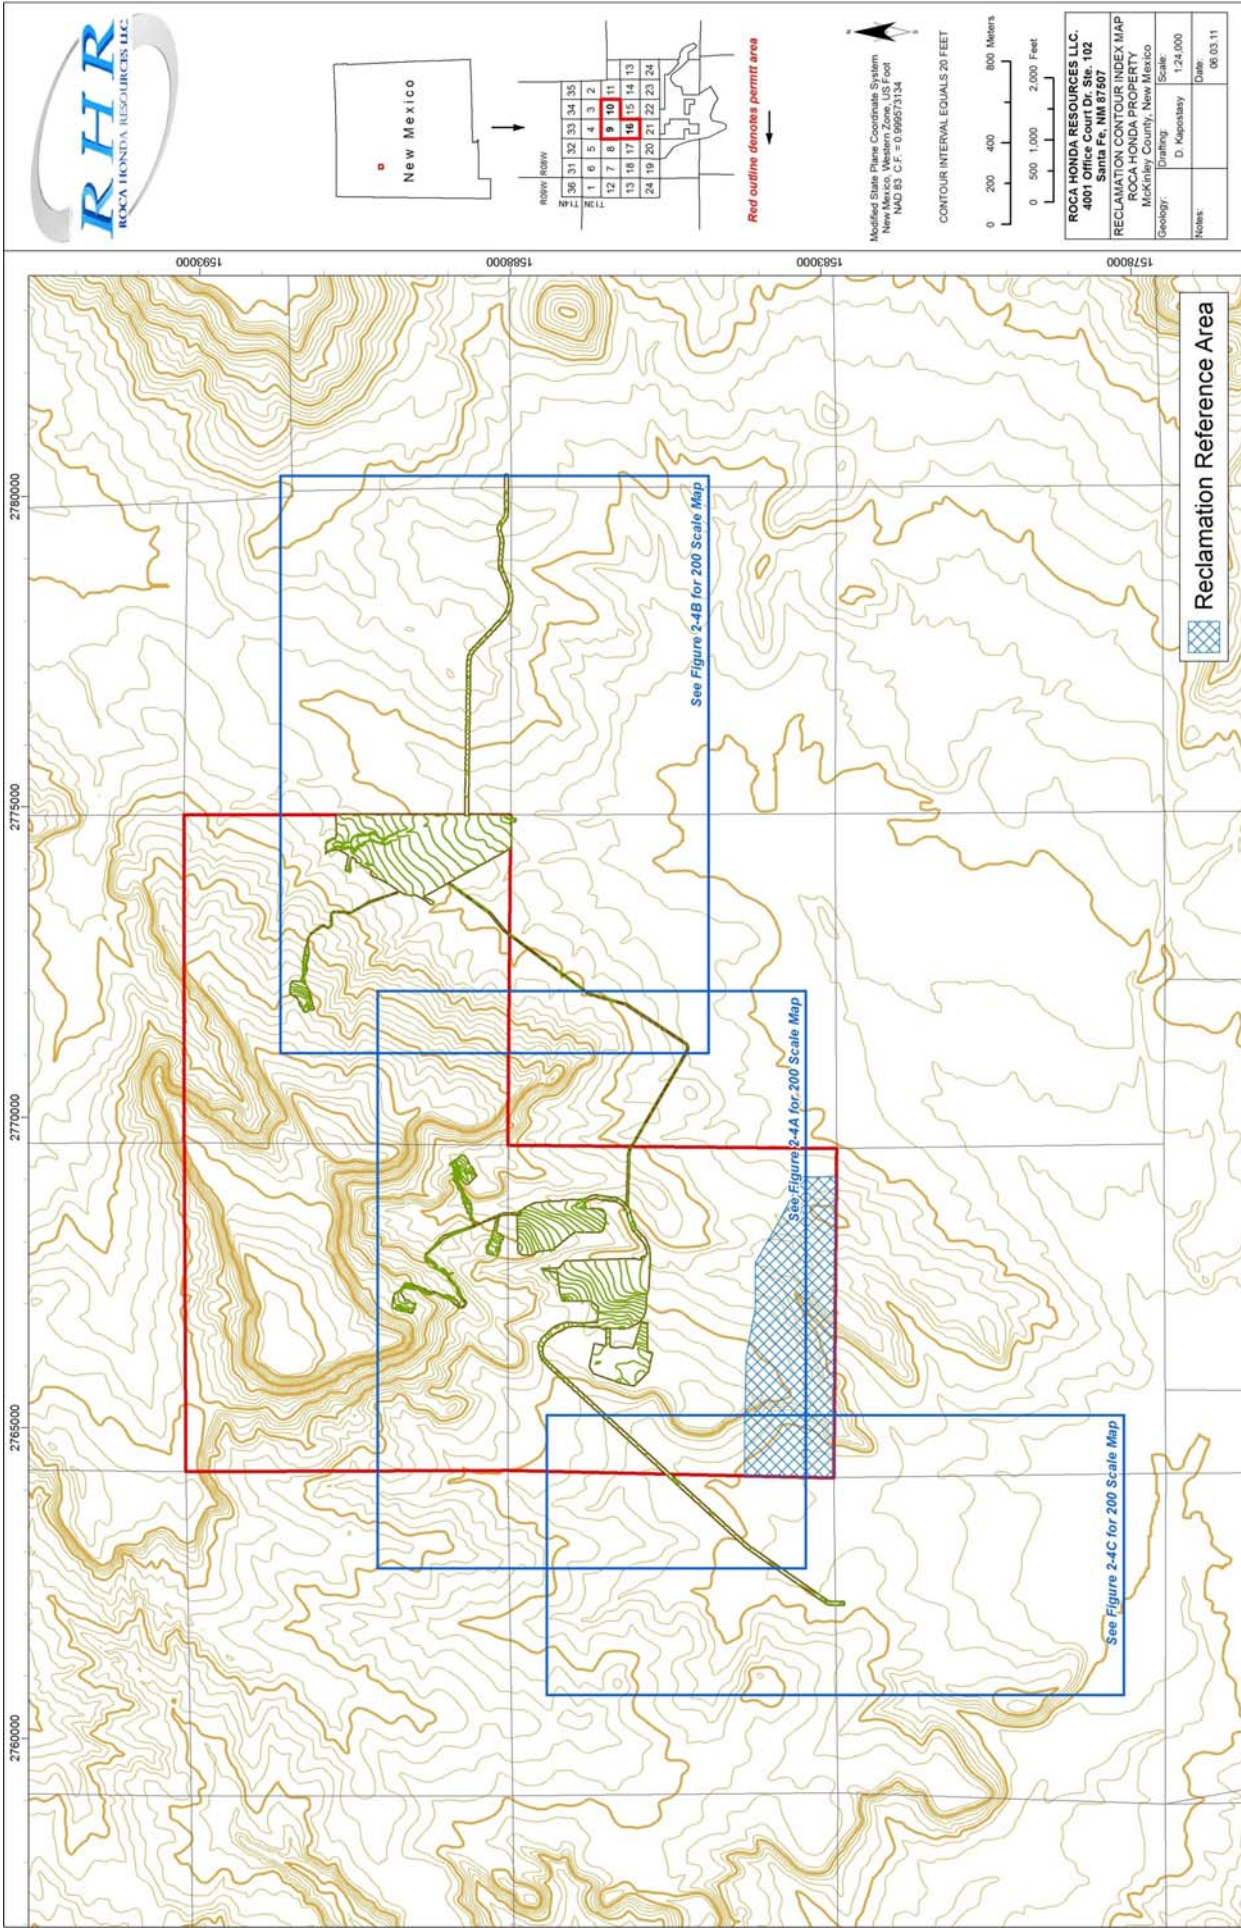 RHR
ROCA HONDA RESOURCES LLC.
New Mexico
R09W R08W
T14N
T13N
36 31 32 33 34 35
1 6 5 4 3 2
12 7 8 9 10 11
13 18 17 16 15 14 13
24 19 20 21 22 23 24
Red outline denotes permit area
Modified State Plane Coordinate System
New Mexico, Western Zone, US Foot
NAD 83 C.F. = 0.999573134
N
S
CONTOUR INTERVAL EQUALS 20 FEET
0 200 400 800 Meters
0 500 1,000 2,000 Feet
ROCA HONDA RESOURCES LLC.
4001 Office Court Dr. Ste. 102
Santa Fe, NM 87507
RECLAMATION CONTOUR INDEX MAP
ROCA HONDA PROPERTY
McKinley County, New Mexico
Geology:
Drafting:
D. Kapostasy
Scale:
1:24,000
Notes:
Date:
06.03.11
2760000
2765000
2770000
2775000
2780000
1593000
1588000
1583000
1578000
See Figure 2-4B for 200 Scale Map
See Figure 2-4A for 200 Scale Map
See Figure 2-4C for 200 Scale Map
Reclamation Reference Area